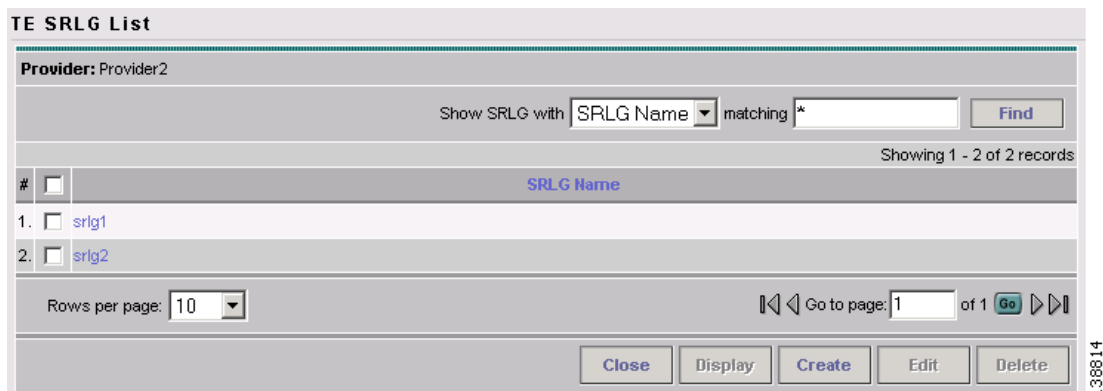 TE SRLG List
Provider: Provider2
Show SRLG with SRLG Name matching * Find
Showing 1 - 2 of 2 records
# SRLG Name
1. srlg1
2. srlg2
Rows per page: 10 Go to page: 1 of 1 Go
Close Display Create Edit Delete
38814